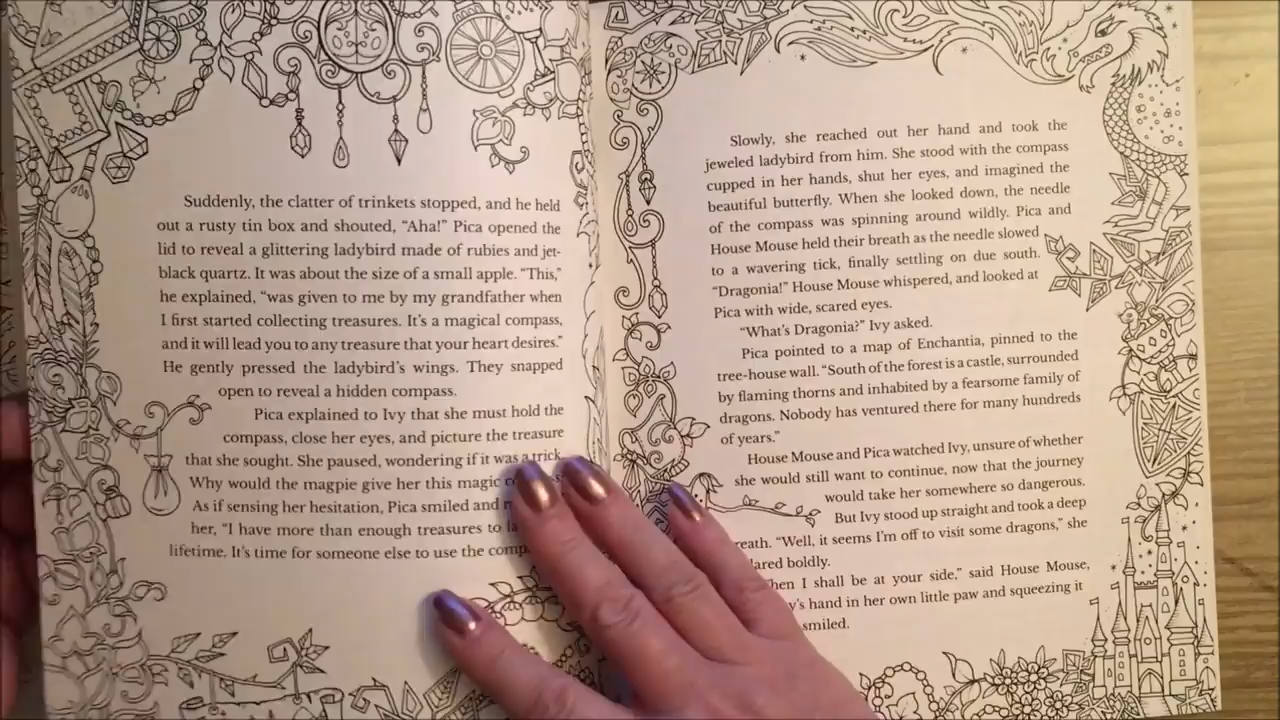 Suddenly, the clatter of trinkets stopped, and he held
out a rusty tin box and shouted, “Aha!” Pica opened the
lid to reveal a glittering ladybird made of rubies and jet-
black quartz. It was about the size of a small apple. “This,”
he explained, “was given to me by my grandfather when
I first started collecting treasures. It’s a magical compass,
and it will lead you to any treasure that your heart desires.”
He gently pressed the ladybird’s wings. They snapped
open to reveal a hidden compass.
Pica explained to Ivy that she must hold the
compass, close her eyes, and picture the treasure
that she sought. She paused, wondering if it was a trick.
Why would the magpie give her this magic
As if sensing her hesitation, Pica smiled and
her, “I have more than enough treasures to
lifetime. It’s time for someone else to use the
Slowly, she reached out her hand and took the
jeweled ladybird from him. She stood with the compass
cupped in her hands, shut her eyes, and imagined the
beautiful butterfly. When she looked down, the needle
of the compass was spinning around wildly. Pica and
House Mouse held their breath as the needle slowed
to a wavering tick, finally settling on due south.
“Dragonia!” House Mouse whispered, and looked at
Pica with wide, scared eyes.
“What’s Dragonia?” Ivy asked.
Pica pointed to a map of Enchantia, pinned to the
tree-house wall. “South of the forest is a castle, surrounded
by flaming thorns and inhabited by a fearsome family of
dragons. Nobody has ventured there for many hundreds
of years.”
House Mouse and Pica watched Ivy, unsure of whether
she would still want to continue, now that the journey
would take her somewhere so dangerous.
But Ivy stood up straight and took a deep
“Well, it seems I’m off to visit some dragons,” she
boldly.
I shall be at your side,” said House Mouse,
hand in her own little paw and squeezing it
smiled.